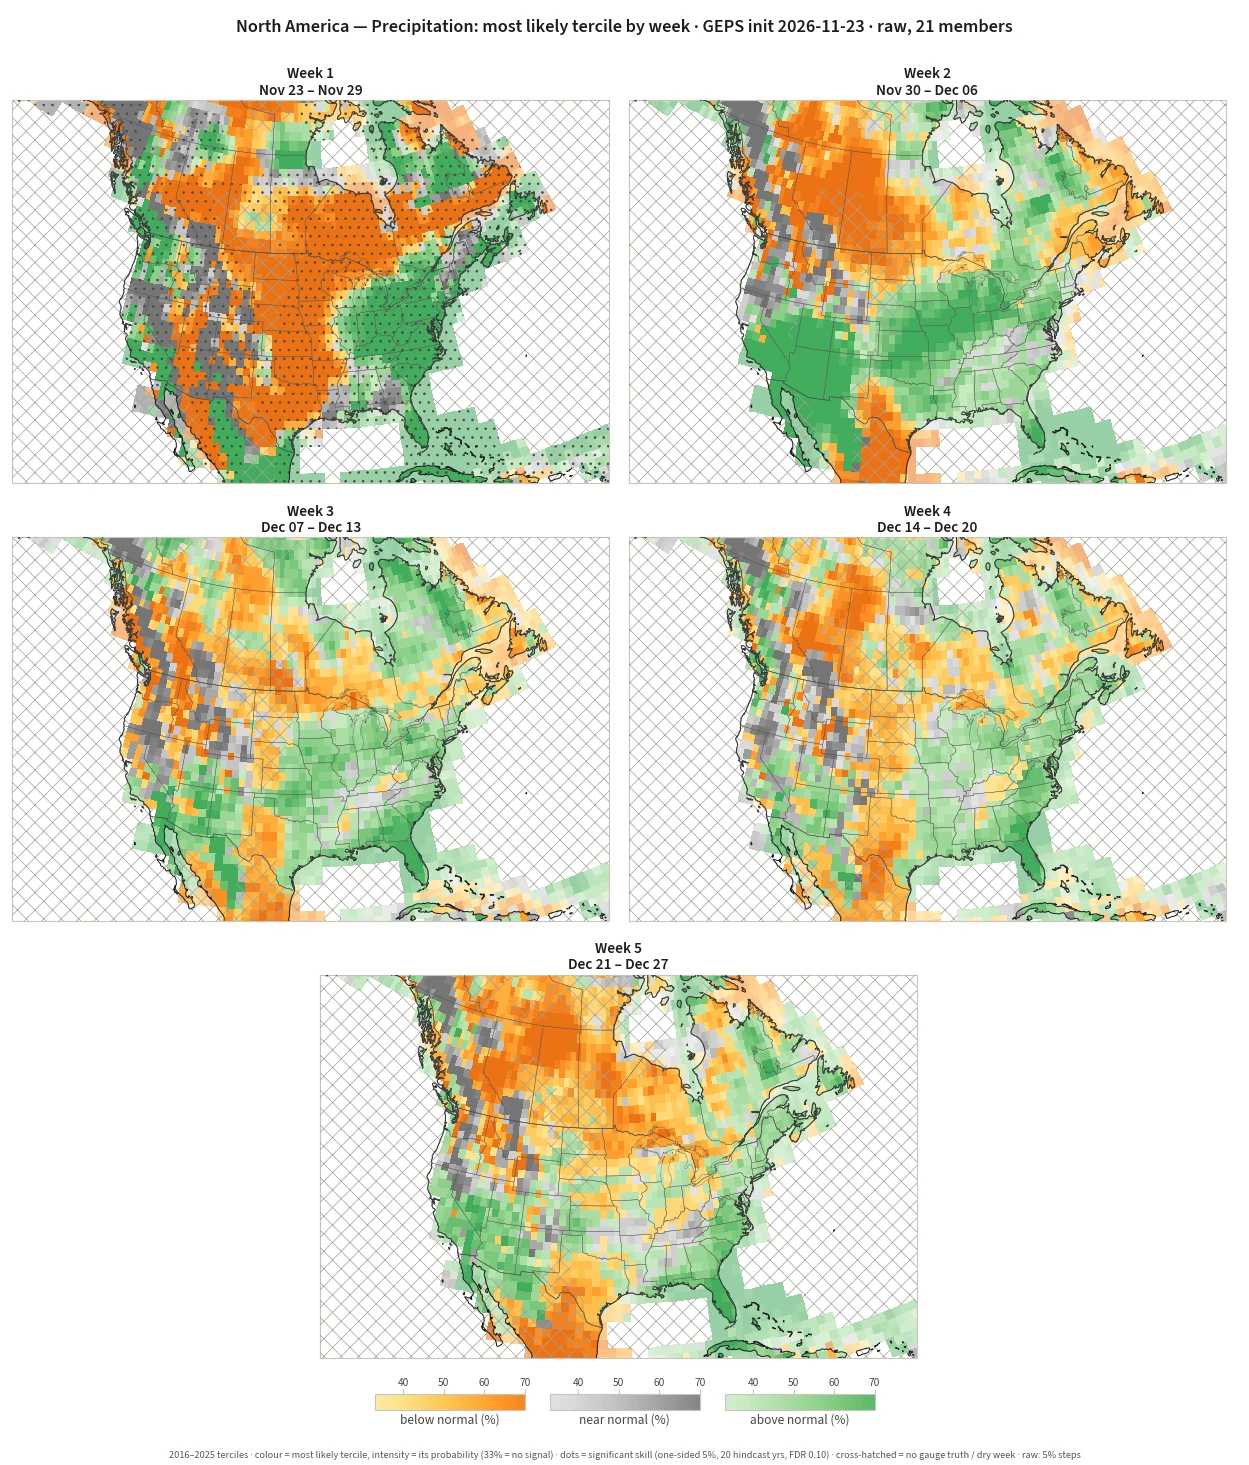 North America — Precipitation: most likely tercile by week · GEPS init 2026-11-23 · raw, 21 members
Week 1
Nov 23 – Nov 29
Week 2
Nov 30 – Dec 06
Week 3
Dec 07 – Dec 13
Week 4
Dec 14 – Dec 20
Week 5
Dec 21 – Dec 27
40 50 60 70
40 50 60 70
40 50 60 70
below normal (%)
near normal (%)
above normal (%)
2016–2025 terciles · colour = most likely tercile, intensity = its probability (33% = no signal) · dots = significant skill (one-sided 5%, 20 hindcast yrs, FDR 0.10) · cross-hatched = no gauge truth / dry week · raw: 5% steps